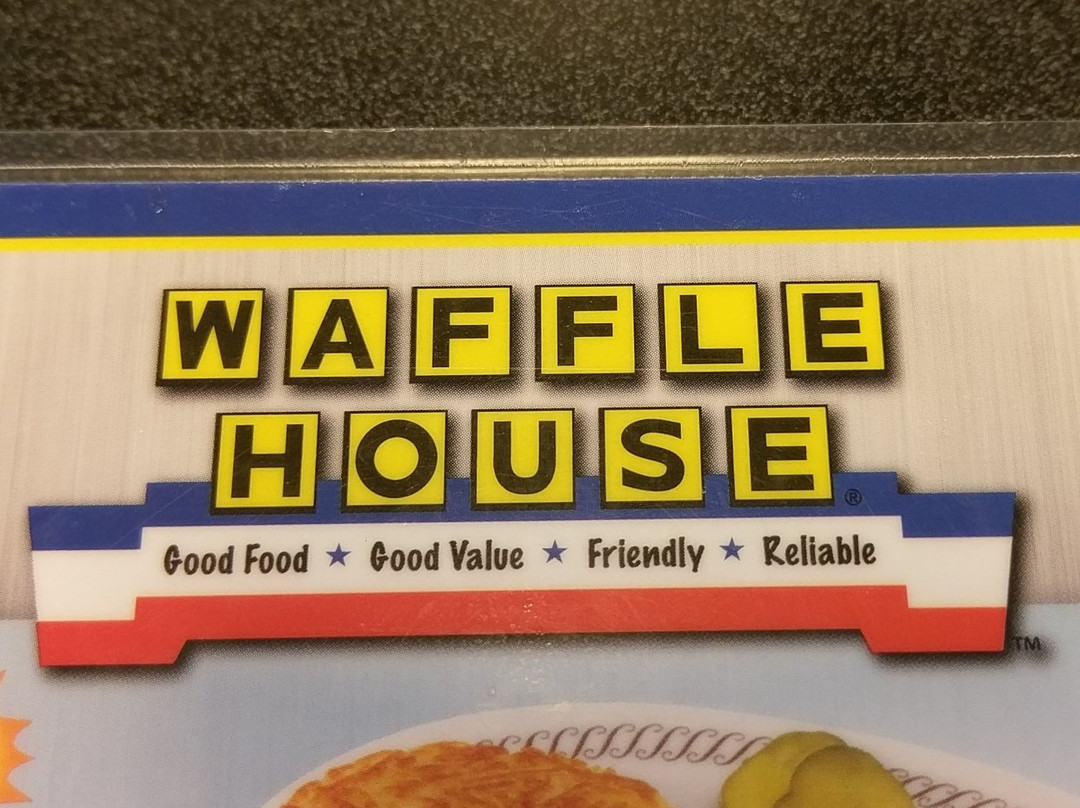 WAFFLE
HOUSE®
Good Food ★ Good Value ★ Friendly ★ Reliable
TM